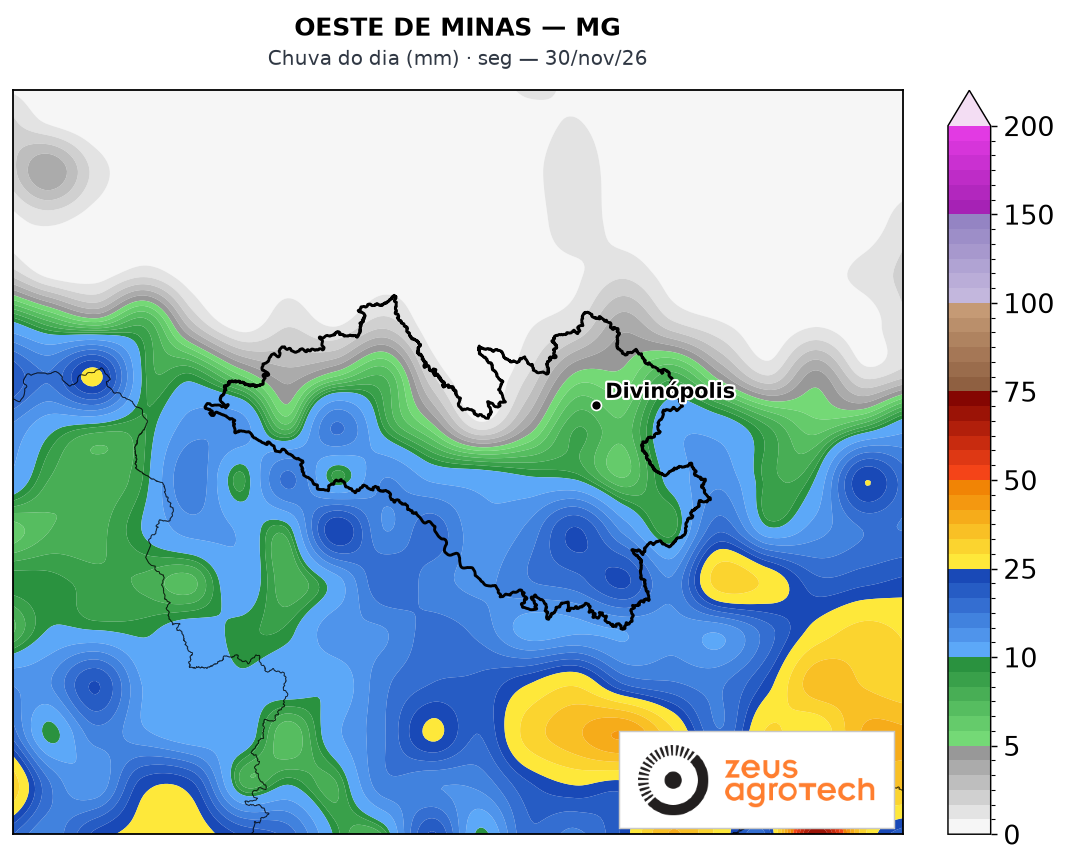 OESTE DE MINAS — MG
Chuva do dia (mm) · seg — 30/nov/26
200
150
100
75
50
25
10
5
0
Divinópolis
zeus
agrotech